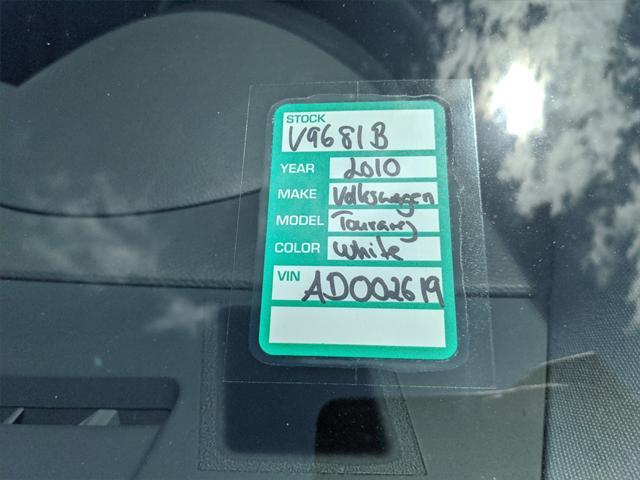 STOCK
V9681B
YEAR 2010
MAKE Volkswagen
MODEL Touareg
COLOR White
VIN
AD002619